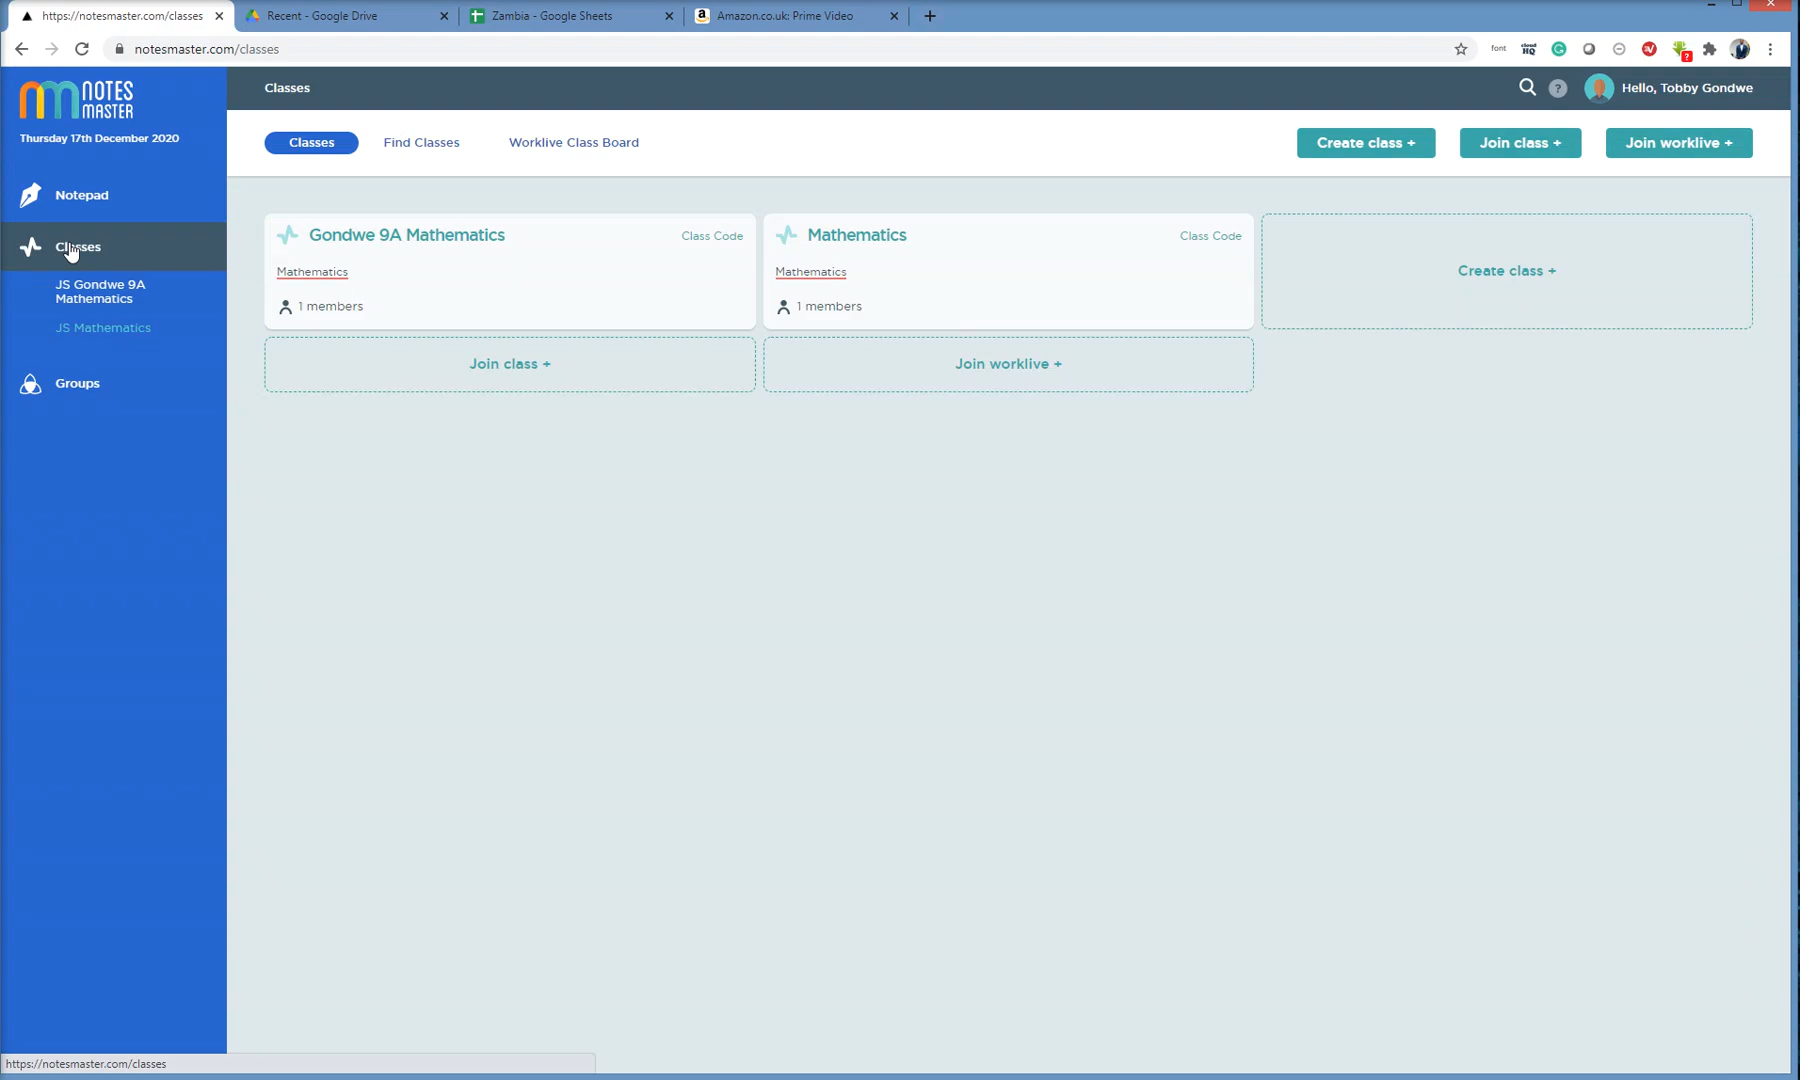 https://notesmaster.com/classes
Recent - Google Drive
Zambia - Google Sheets
Amazon.co.uk: Prime Video
notesmaster.com/classes
font
cloud HQ
NOTES
MASTER
Thursday 17th December 2020
Classes
Hello, Tobby Gondwe
Classes
Find Classes
Worklive Class Board
Create class +
Join class +
Join worklive +
Notepad
Classes
JS Gondwe 9A
Mathematics
JS Mathematics
Groups
Gondwe 9A Mathematics
Class Code
Mathematics
1 members
Mathematics
Class Code
Mathematics
1 members
Create class +
Join class +
Join worklive +
https://notesmaster.com/classes